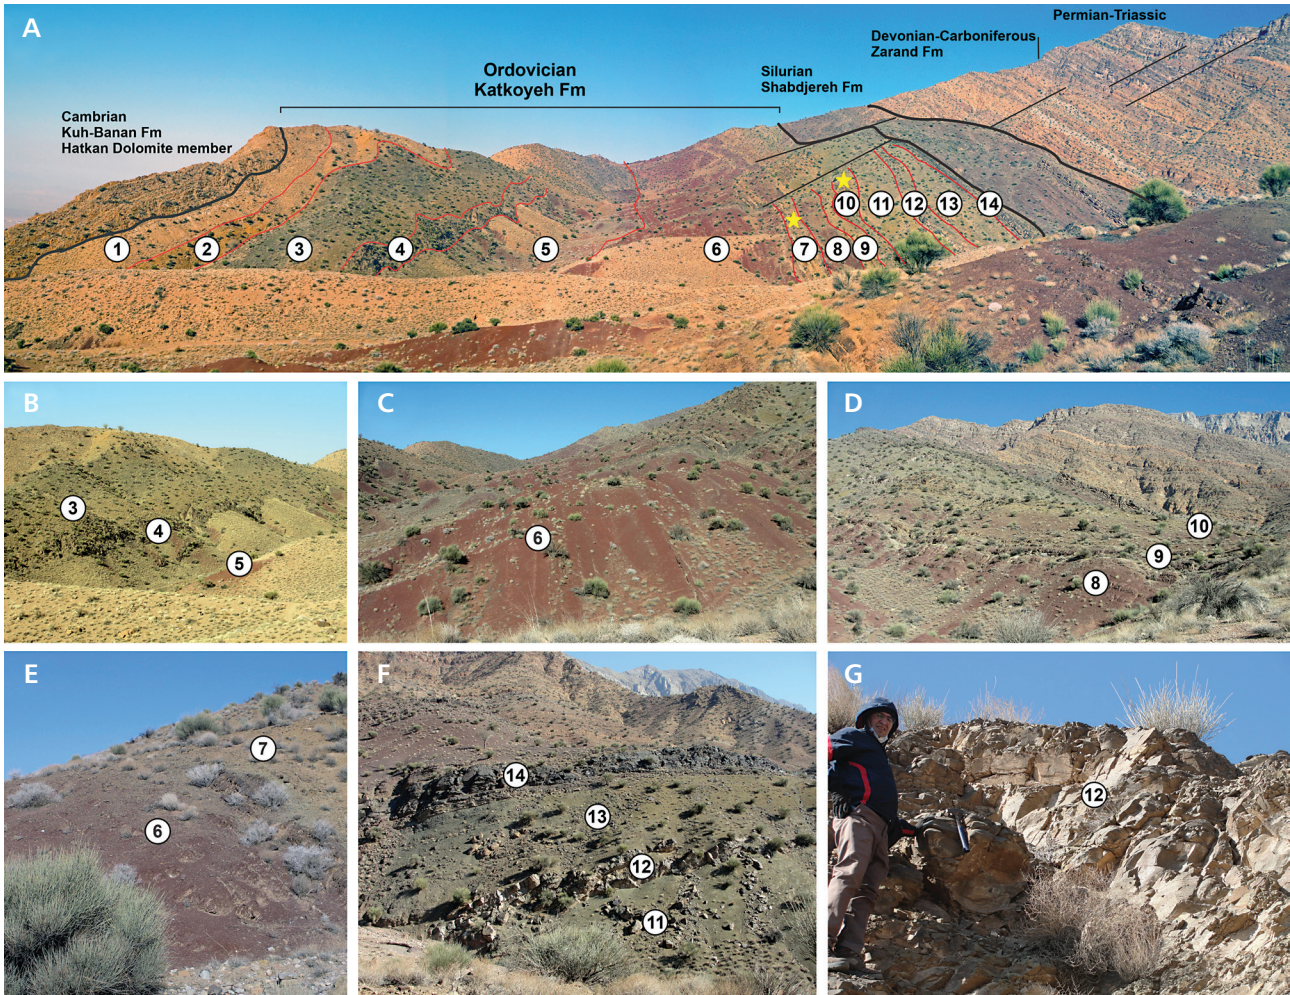 A
Permian-Triassic
Devonian-Carboniferous
Zarand Fm
Ordovician
Katkoyeh Fm
Silurian
Shabdjereh Fm
Cambrian
Kuh-Banan Fm
Hatkan Dolomite member
1
2
3
4
5
6
7
8
9
10
11
12
13
14
B
3
4
5
C
6
D
10
9
8
E
7
6
F
14
13
12
11
G
12